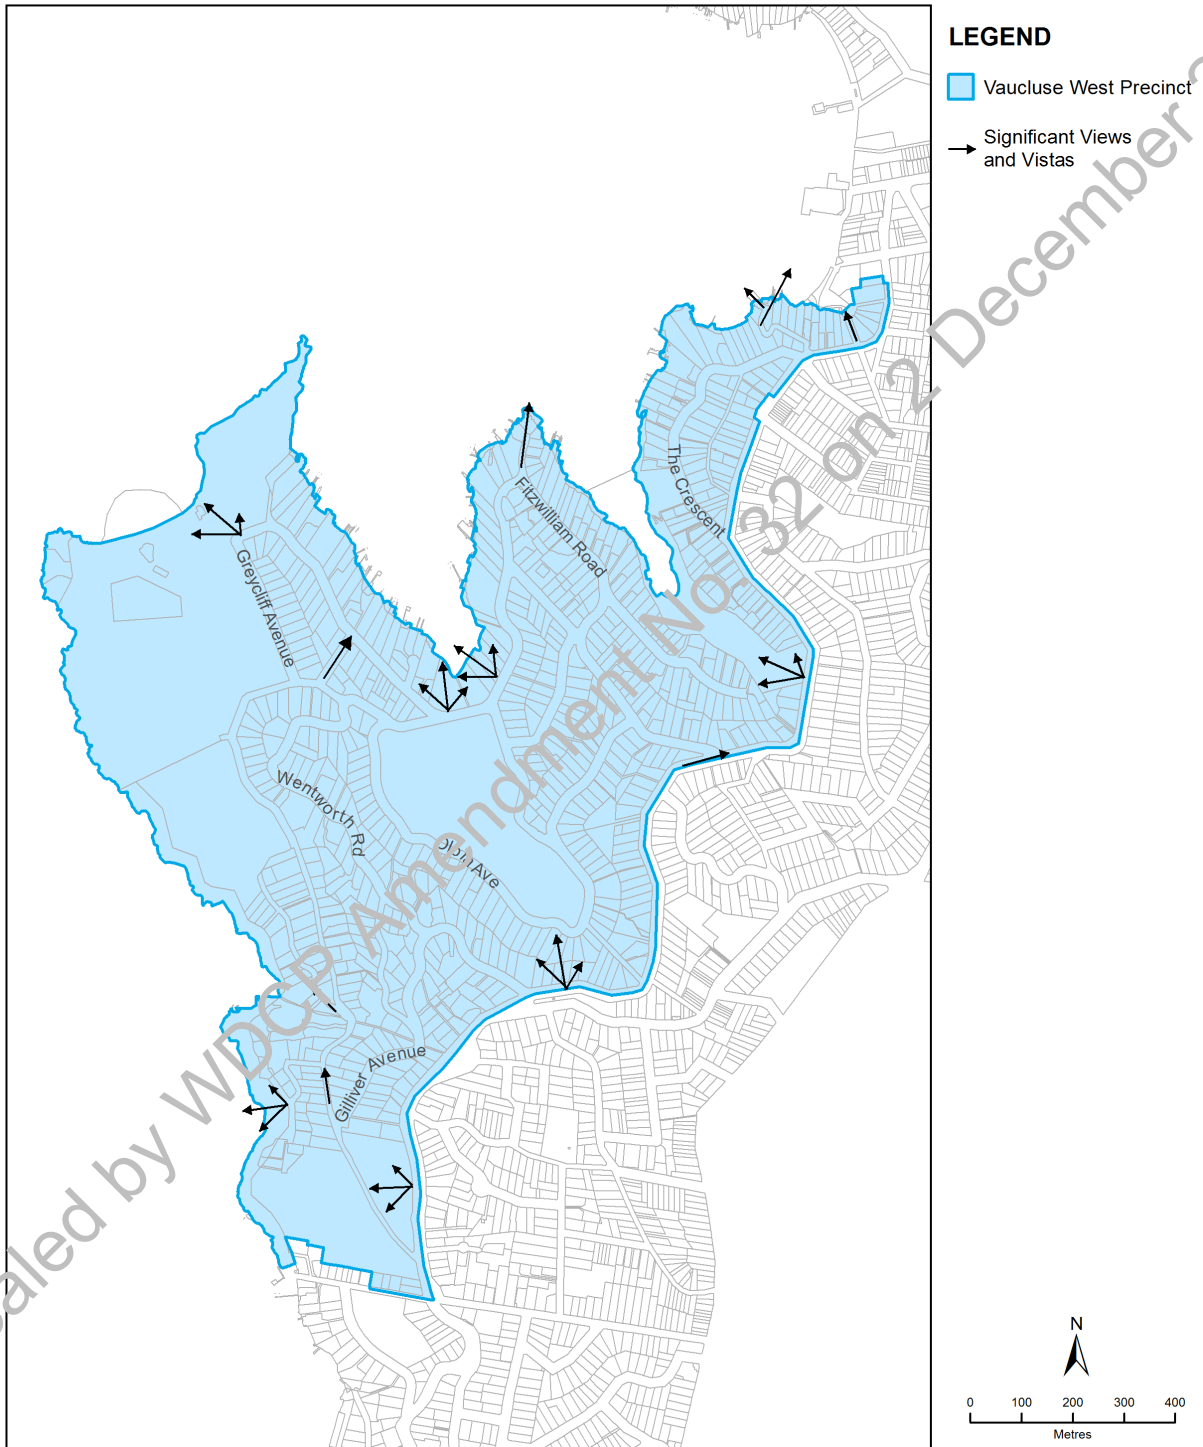 LEGEND
Vaucluse West Precinct
Significant Views
and Vistas
The Crescent
Fitzwilliam Road
Greycliff Avenue
Wentworth Rd
Ave
Gilliver Avenue
aled by WDCP Amendment No. 32 on 2 December
N
0 100 200 300 400
Metres